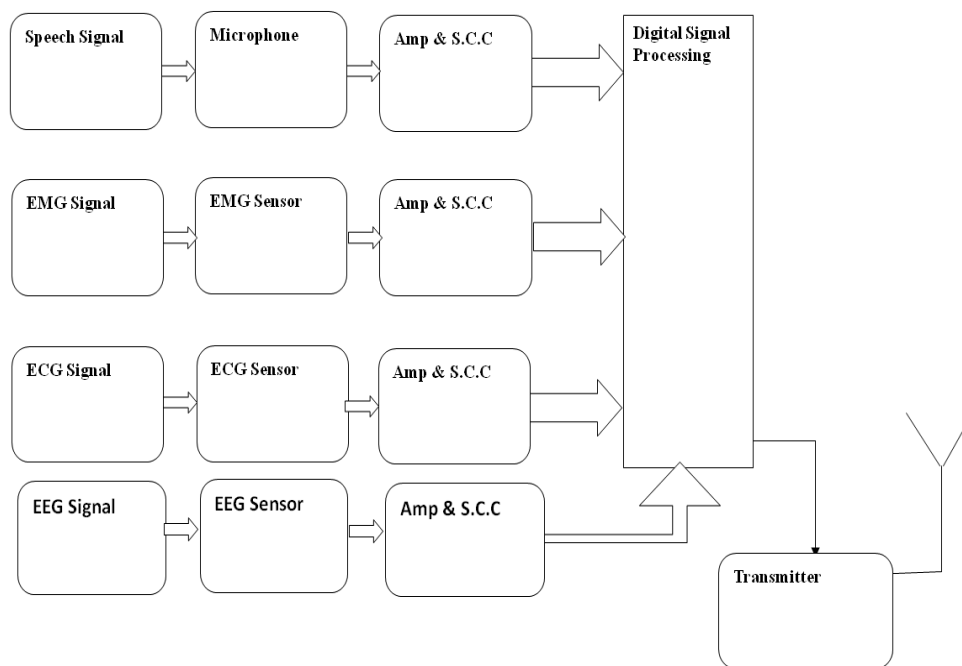 Speech Signal
Microphone
Amp & S.C.C
Digital Signal
Processing
EMG Signal
EMG Sensor
Amp & S.C.C
ECG Signal
ECG Sensor
Amp & S.C.C
EEG Signal
EEG Sensor
Amp & S.C.C
Transmitter